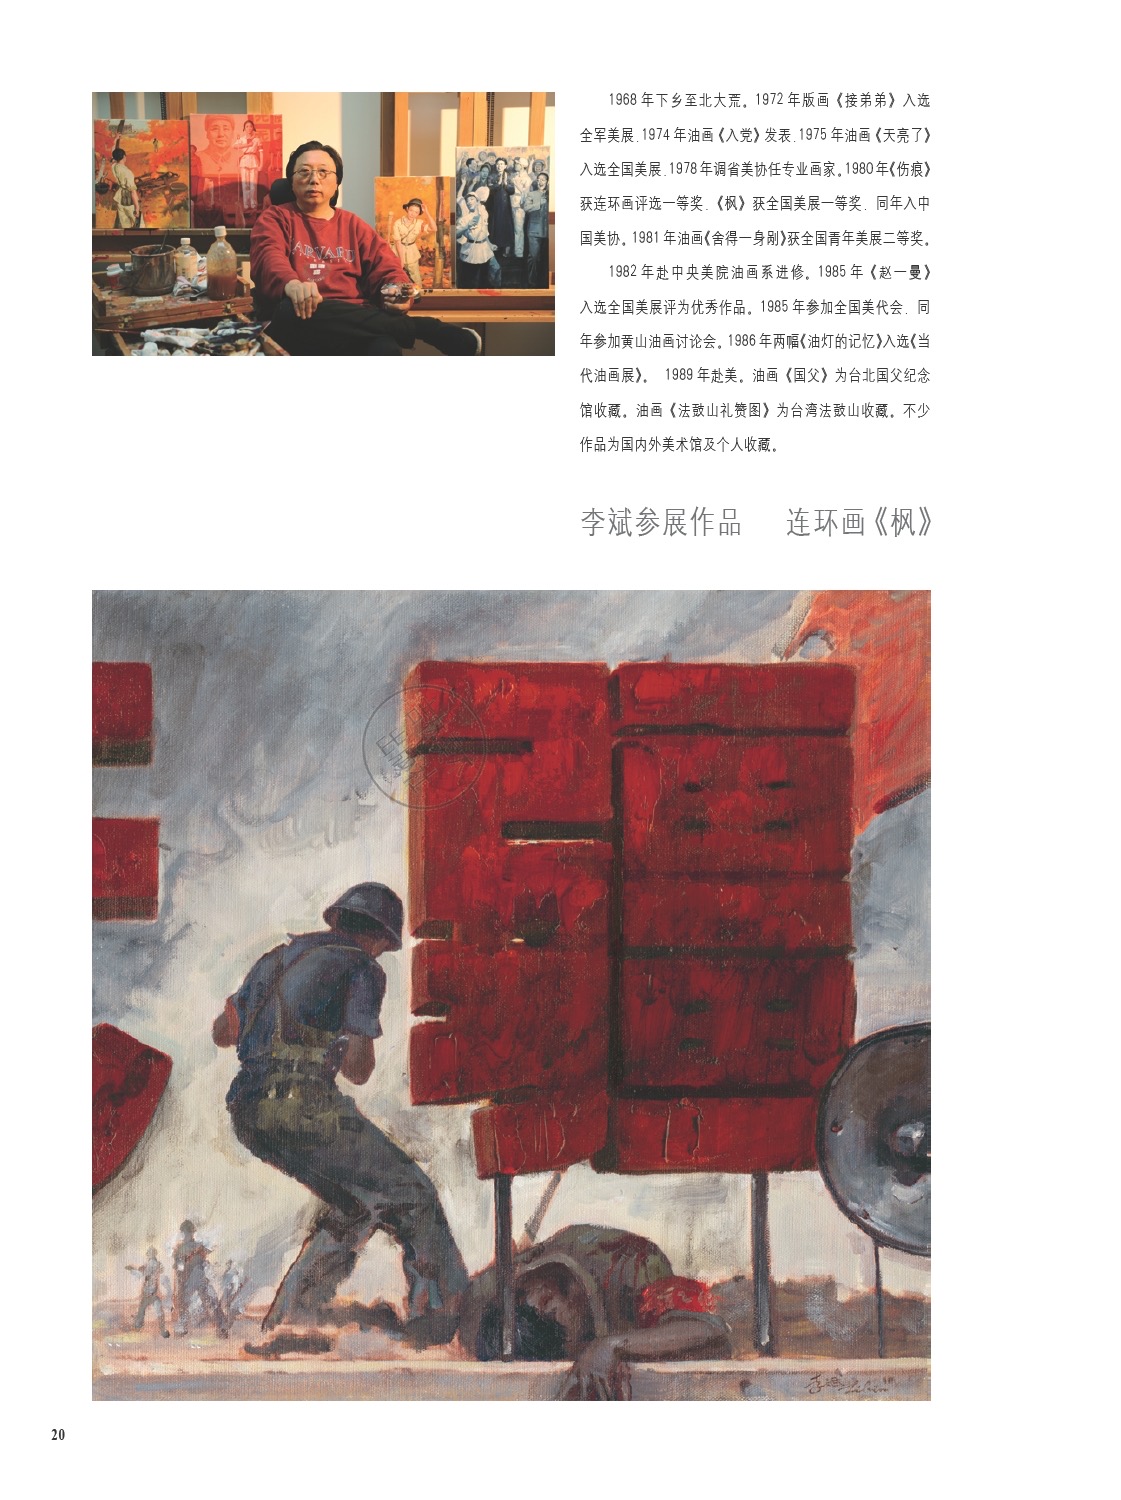 1968 年下乡至北大荒。1972 年版画《接弟弟》入选
全军美展.1974 年油画《入党》发表.1975 年油画《天亮了》
入选全国美展.1978年调省美协任专业画家。1980年《伤痕》
获连环画评选一等奖.《枫》获全国美展一等奖.同年入中
国美协。1981 年油画《舍得一身剐》获全国青年美展二等奖。
1982 年赴中央美院油画系进修。1985 年《赵一曼》
入选全国美展评为优秀作品。1985 年参加全国美代会.同
年参加黄山油画讨论会。1986 年两幅《油灯的记忆》入选《当
代油画展》。 1989 年赴美。油画《国父》为台北国父纪念
馆收藏。油画《法鼓山礼赞图》为台湾法鼓山收藏。不少
作品为国内外美术馆及个人收藏。
李斌参展作品 连环画《枫》
ARVARD
李斌
20